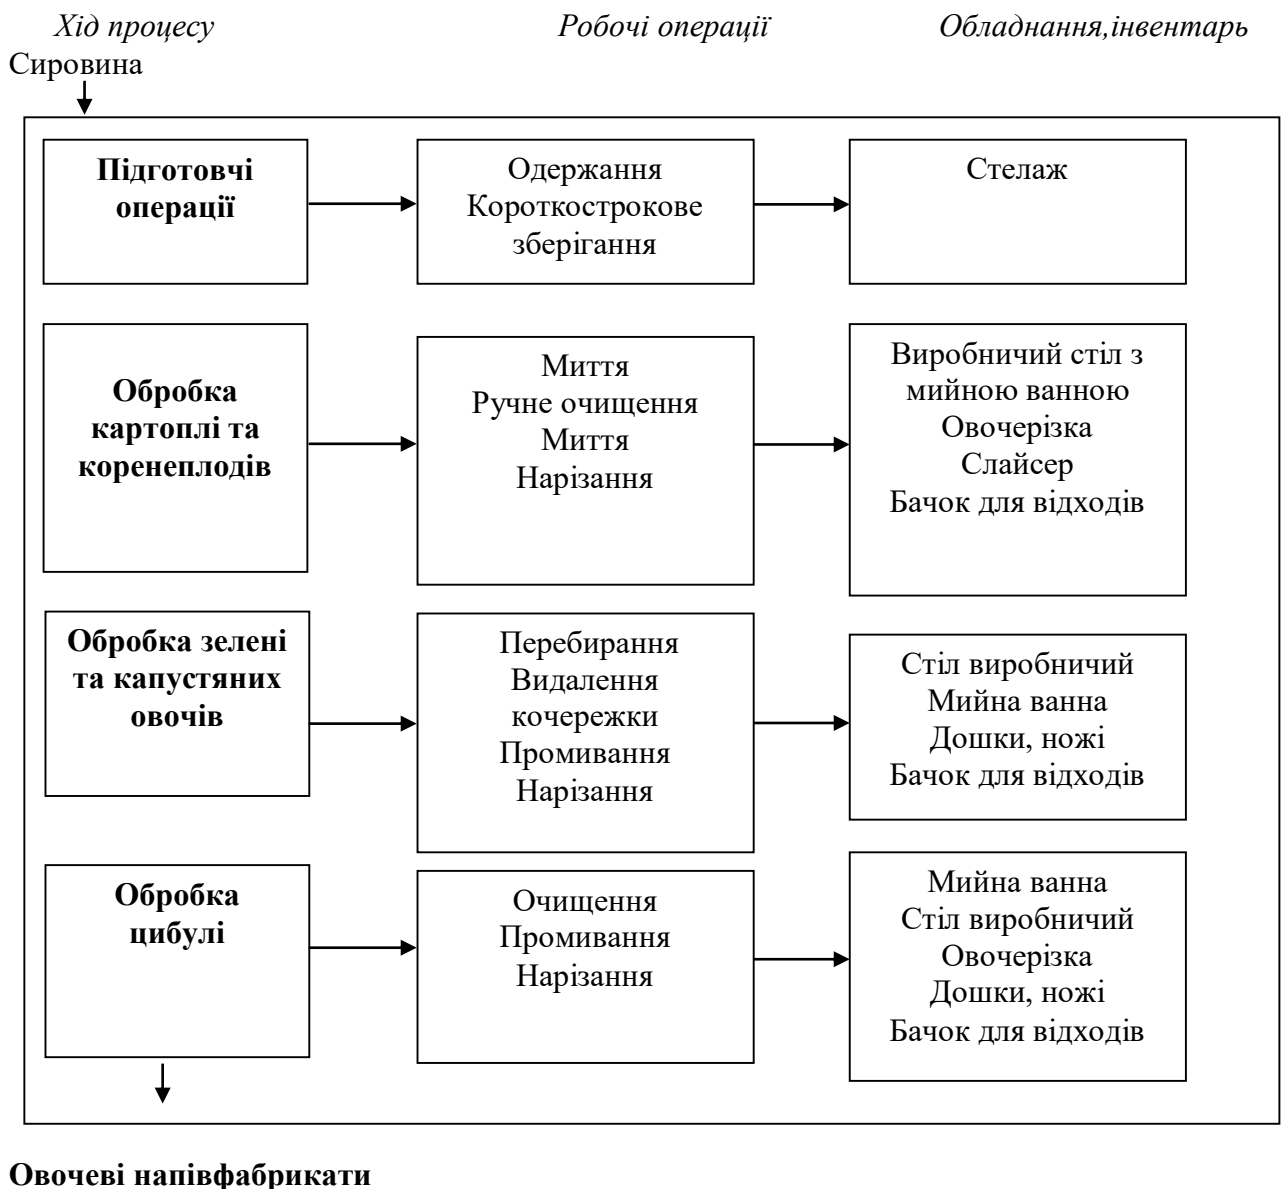 Хід процесу
Робочі операції
Обладнання,інвентарь
Сировина
Підготовчі
операції
Одержання
Короткострокове
зберігання
Стелаж
Обробка
картоплі та
коренеплодів
Миття
Ручне очищення
Миття
Нарізання
Виробничий стіл з
мийною ванною
Овочерізка
Слайсер
Бачок для відходів
Обробка зелені
та капустяних
овочів
Перебирання
Видалення
кочережки
Промивання
Нарізання
Стіл виробничий
Мийна ванна
Дошки, ножі
Бачок для відходів
Обробка
цибулі
Очищення
Промивання
Нарізання
Мийна ванна
Стіл виробничий
Овочерізка
Дошки, ножі
Бачок для відходів
Овочеві напівфабрикати